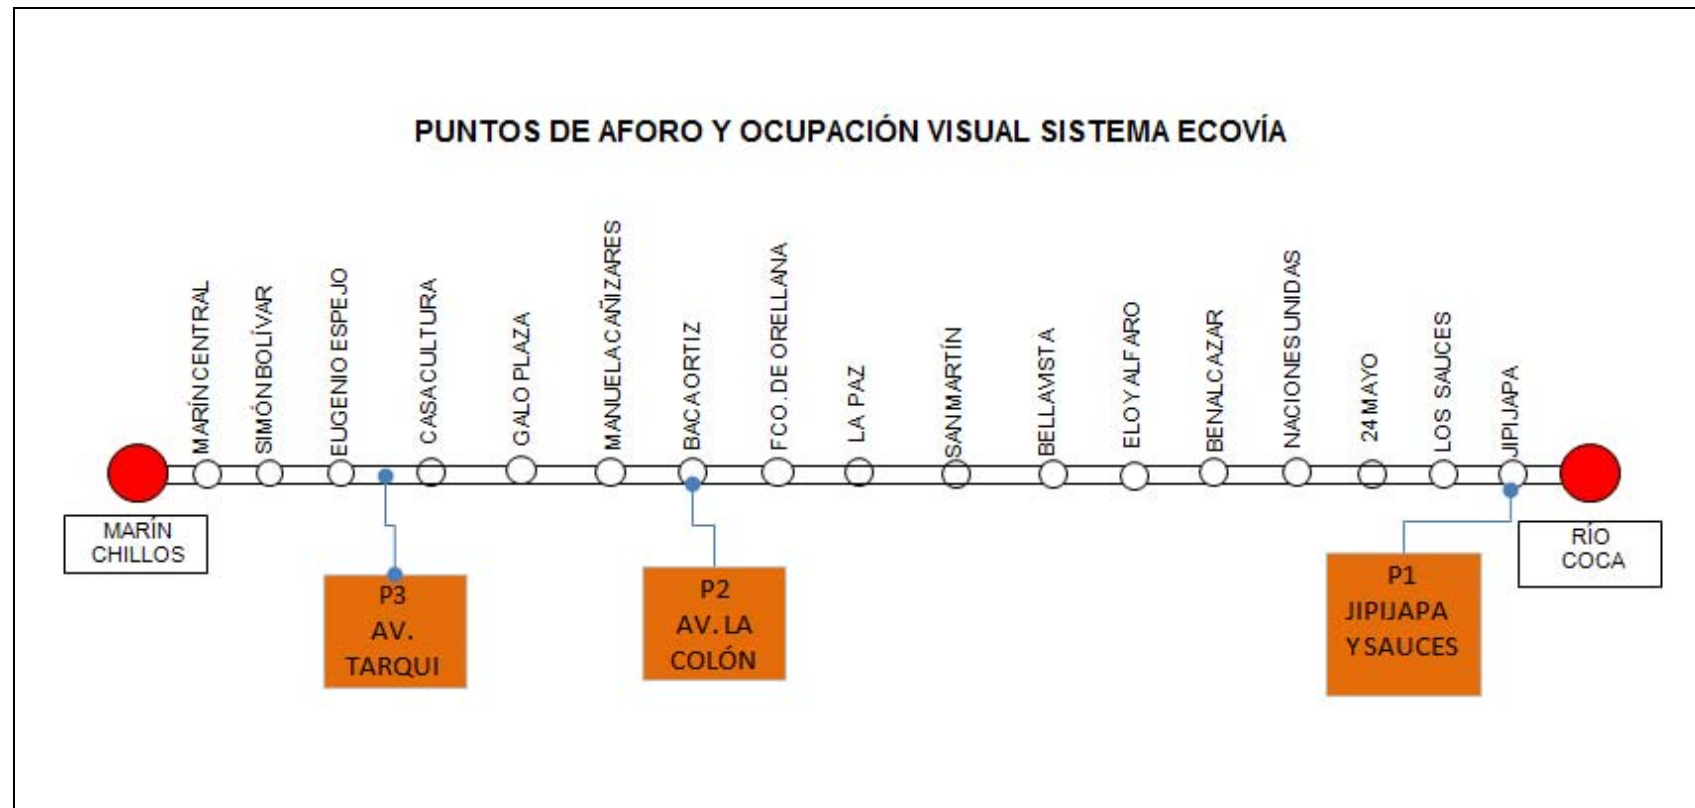 PUNTOS DE AFORO Y OCUPACIÓN VISUAL SISTEMA ECOVÍA
MARÍN CENTRAL
SIMÓN BOLÍVAR
EUGENIO ESPEJO
CASA CULTURA
GALO PLAZA
MANUELA CAÑIZARES
BACA ORTIZ
FCO. DE ORELLANA
LA PAZ
SAN MARTÍN
BELLAVISTA
ELOY ALFARO
BENALCAZAR
NACIONES UNIDAS
24 MAYO
LOS SAUCES
JIPIJAPA
MARÍN
CHILLOS
RÍO
COCA
P3
AV.
TARQUI
P2
AV. LA
COLÓN
P1
JIPIJAPA
Y SAUCES